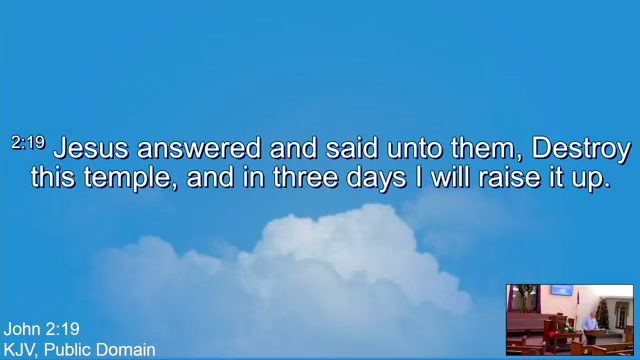 2:19 Jesus answered and said unto them, Destroy
this temple, and in three days I will raise it up.
John 2:19
KJV, Public Domain